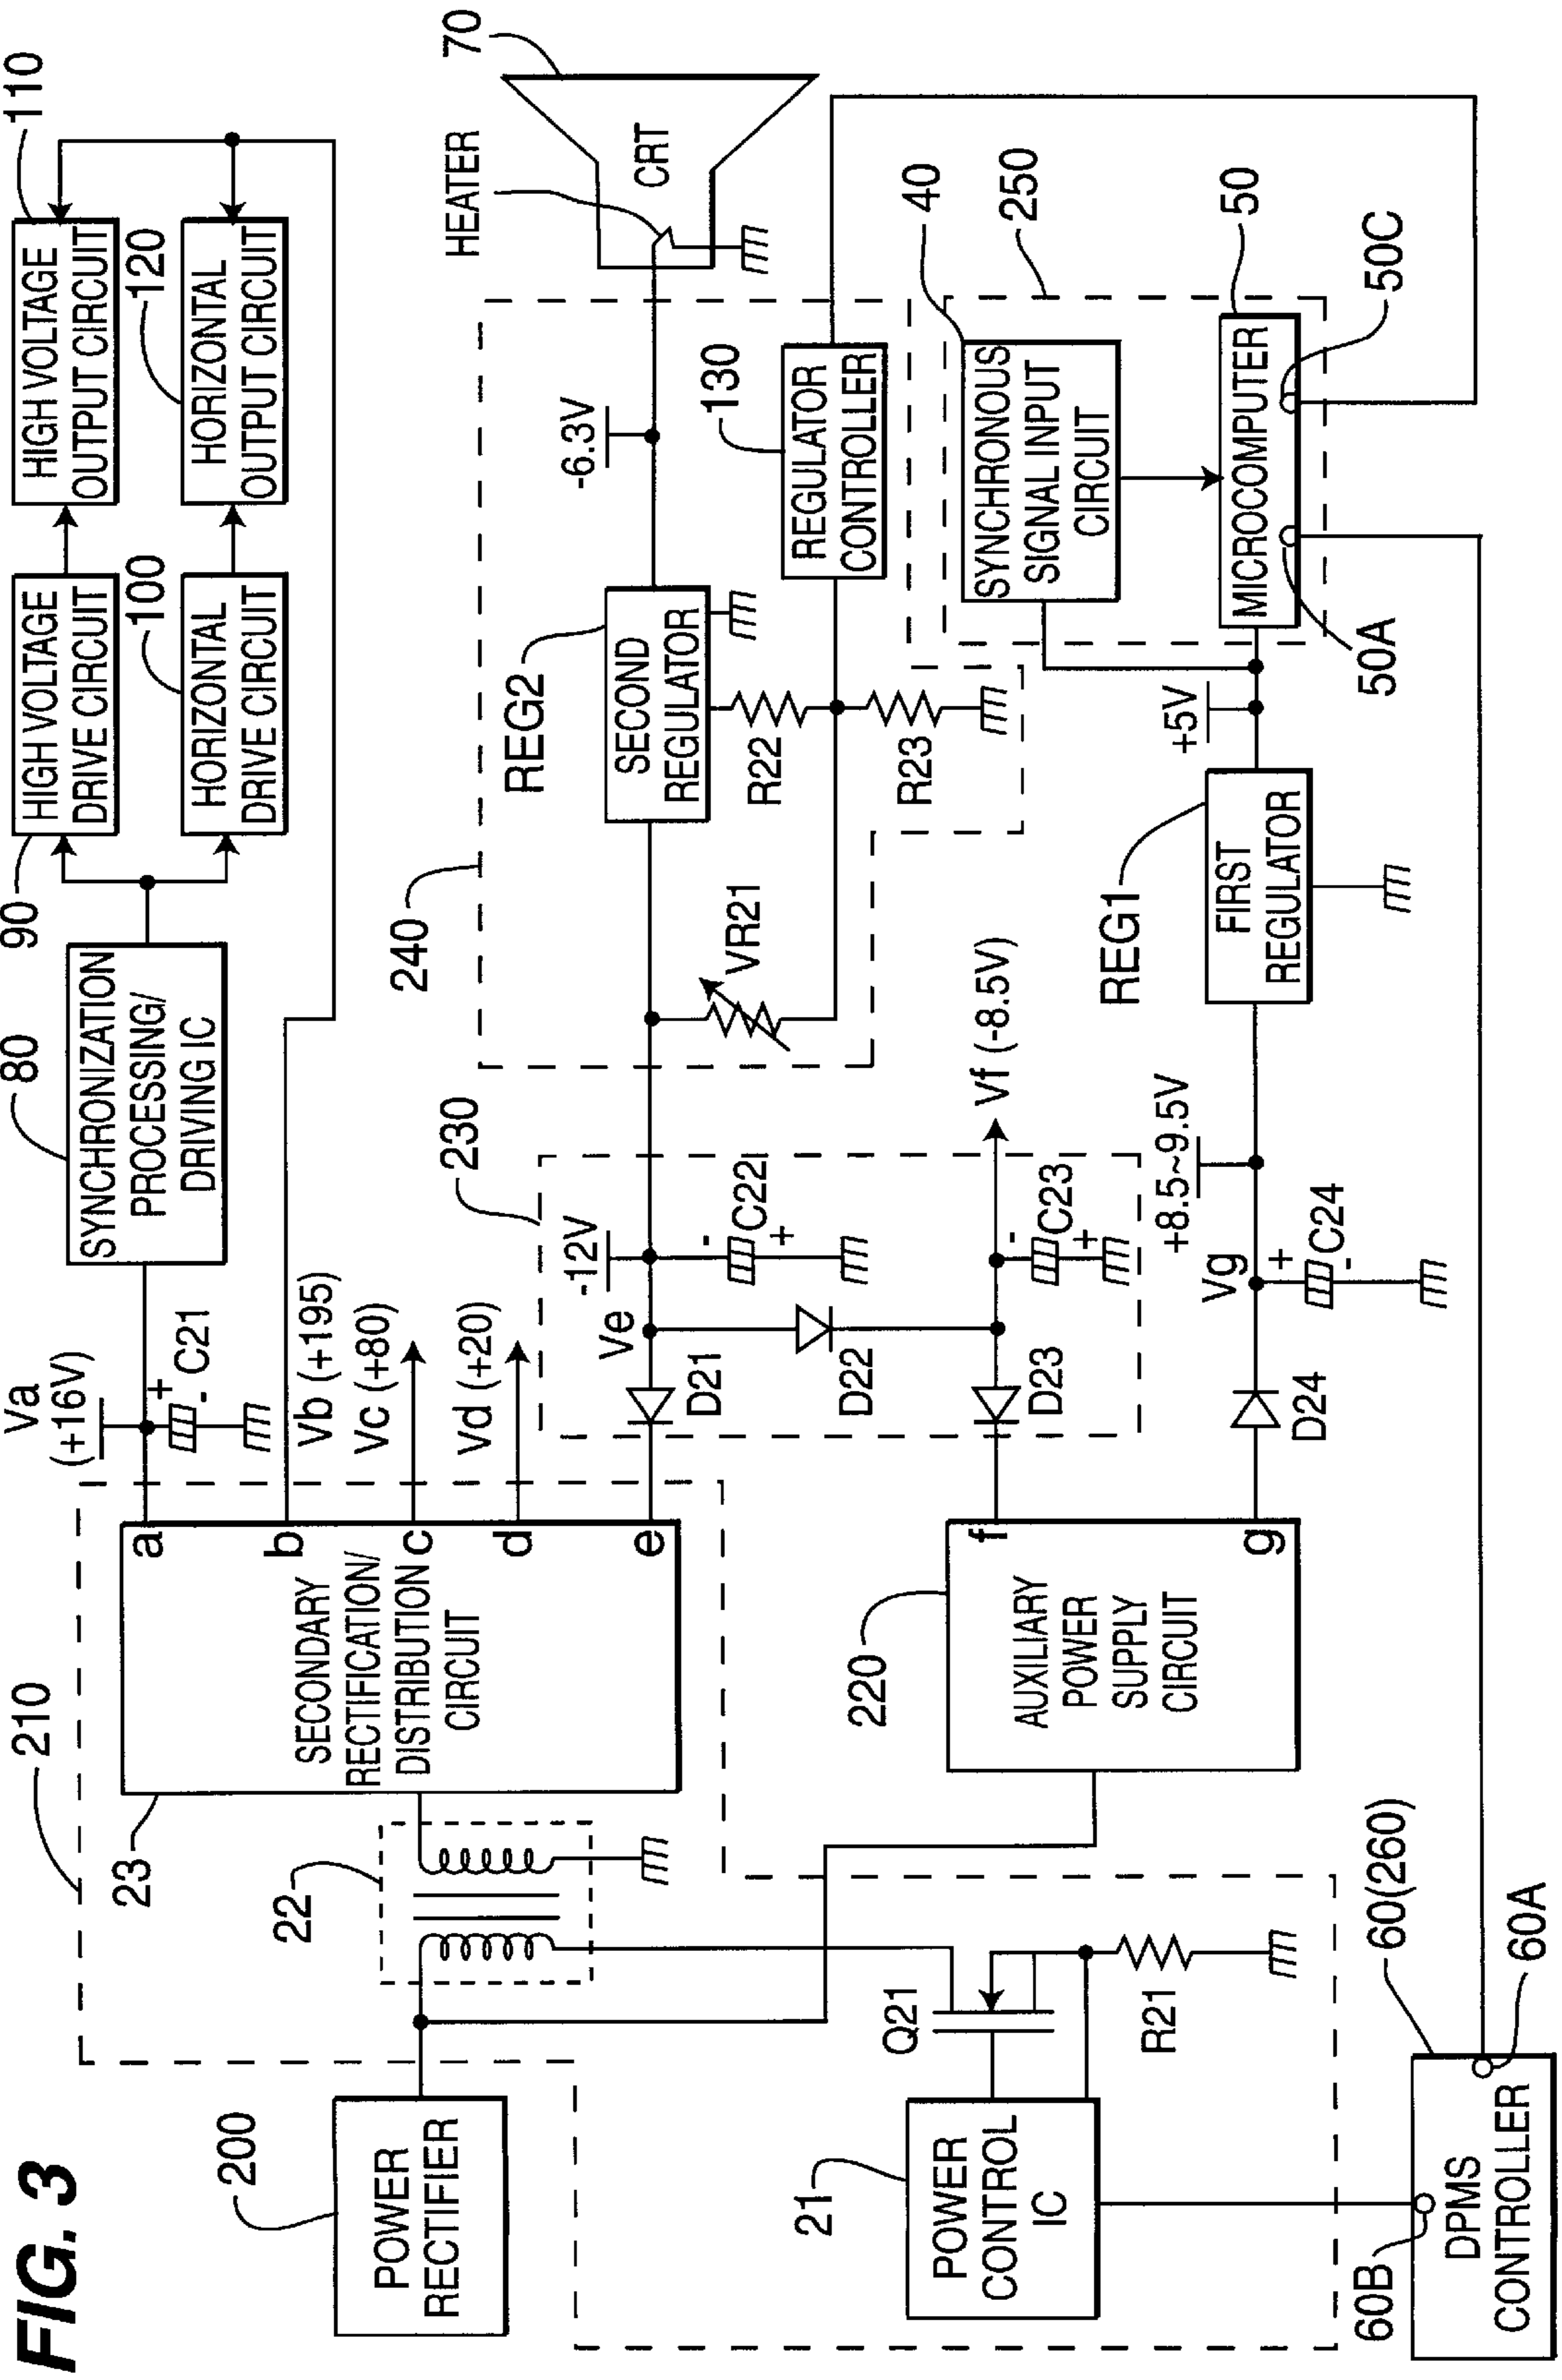 FIG. 3
Va
(+16V)
+
-
C21
80
SYNCHRONIZATION
PROCESSING/
DRIVING IC
90
HIGH VOLTAGE
DRIVE CIRCUIT
100
HORIZONTAL
DRIVE CIRCUIT
110
HIGH VOLTAGE
OUTPUT CIRCUIT
120
HORIZONTAL
OUTPUT CIRCUIT
210
23
a
b
c
d
e
SECONDARY
RECTIFICATION/
DISTRIBUTION
CIRCUIT
Vb (+195)
Vc (+80)
Vd (+20)
200
POWER
RECTIFIER
22
230
-12V
Ve
D21
-
C22
+
D22
D23
-
C23
+
Vf (-8.5V)
240
VR21
REG2
SECOND
REGULATOR
R22
R23
-6.3V
130
REGULATOR
CONTROLLER
HEATER
CRT
70
21
POWER
CONTROL
IC
Q21
R21
220
AUXILIARY
POWER
SUPPLY
CIRCUIT
f
g
D24
Vg
+8.5~9.5V
+
-
C24
REG1
FIRST
REGULATOR
+5V
40
SYNCHRONOUS
SIGNAL INPUT
CIRCUIT
250
50
MICROCOMPUTER
50A
50C
60B
DPMS
CONTROLLER
60(260)
60A